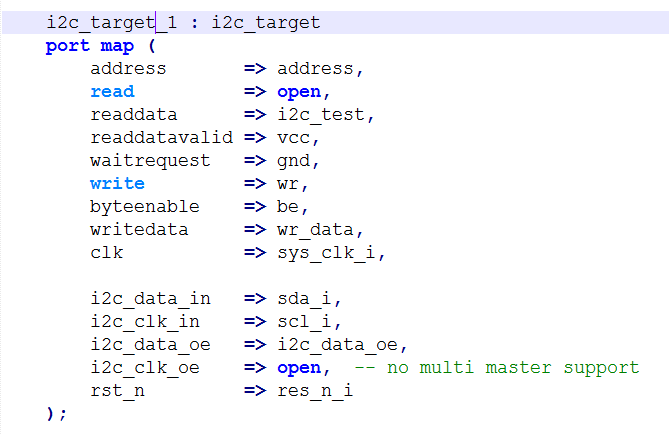 i2c_target_1 : i2c_target
port map (
address => address,
read => open,
readdata => i2c_test,
readdatavalid => vcc,
waitrequest => gnd,
write => wr,
byteenable => be,
writedata => wr_data,
clk => sys_clk_i,
i2c_data_in => sda_i,
i2c_clk_in => scl_i,
i2c_data_oe => i2c_data_oe,
i2c_clk_oe => open, -- no multi master support
rst_n => res_n_i
);